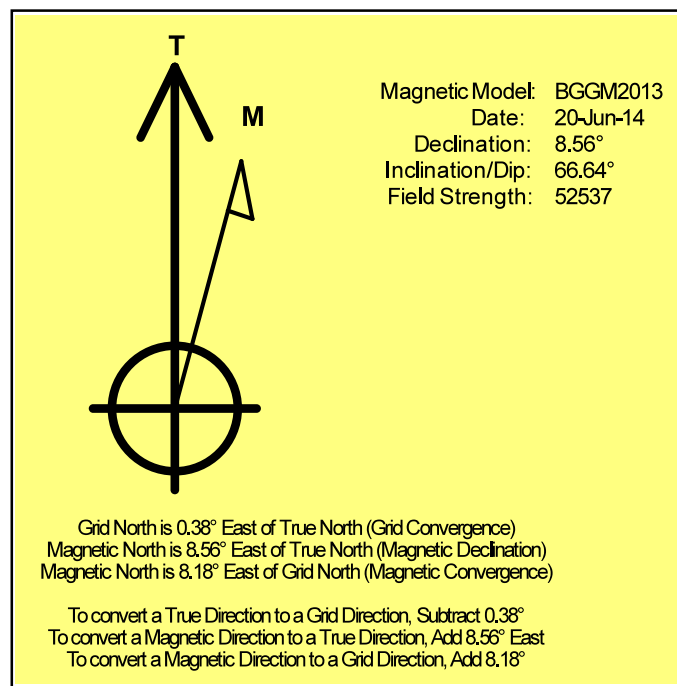 T
M
Magnetic Model: BGGM2013
Date: 20-Jun-14
Declination: 8.56°
Inclination/Dip: 66.64°
Field Strength: 52537
Grid North is 0.38° East of True North (Grid Convergence)
Magnetic North is 8.56° East of True North (Magnetic Declination)
Magnetic North is 8.18° East of Grid North (Magnetic Convergence)
To convert a True Direction to a Grid Direction, Subtract 0.38°
To convert a Magnetic Direction to a True Direction, Add 8.56° East
To convert a Magnetic Direction to a Grid Direction, Add 8.18°